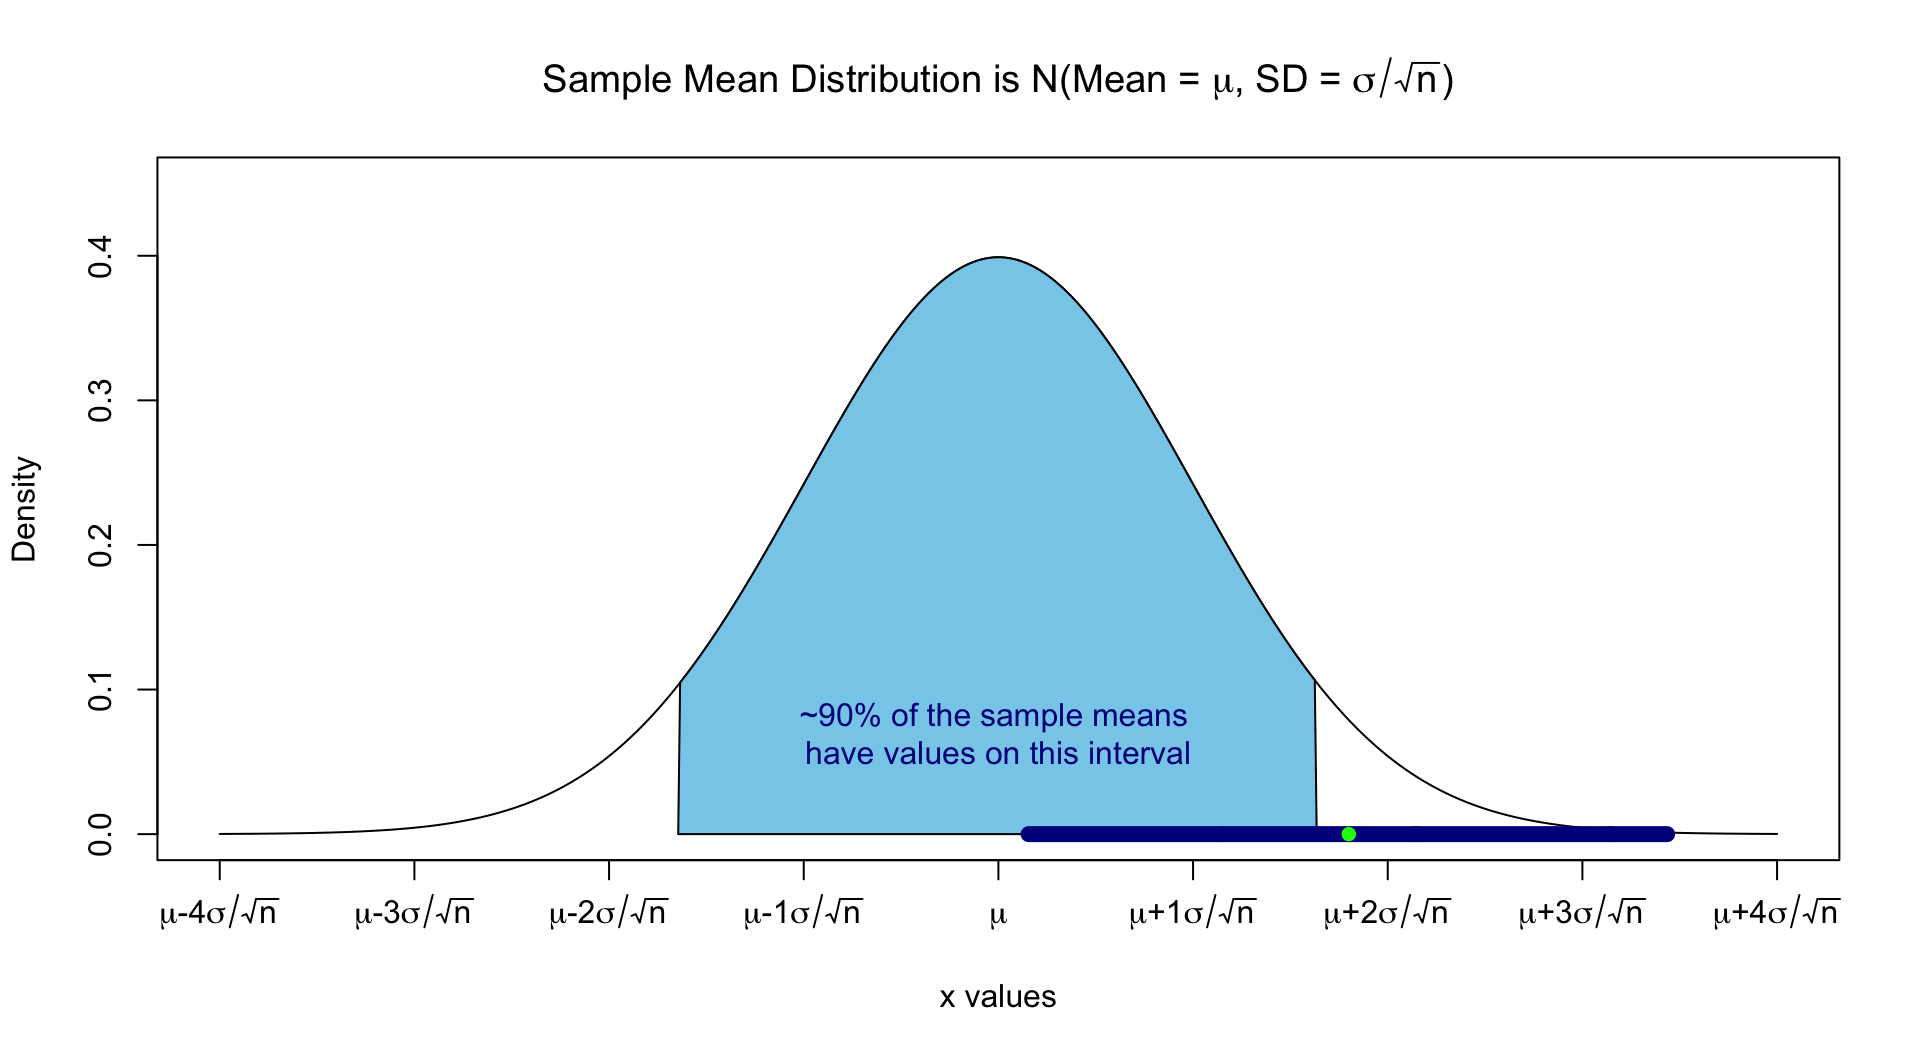 Sample Mean Distribution is N(Mean = μ, SD = σ/√n)
Density
0.4
0.3
0.2
0.1
0.0
~90% of the sample means
have values on this interval
μ-4σ/√n μ-3σ/√n μ-2σ/√n μ-1σ/√n μ μ+1σ/√n μ+2σ/√n μ+3σ/√n μ+4σ/√n
x values